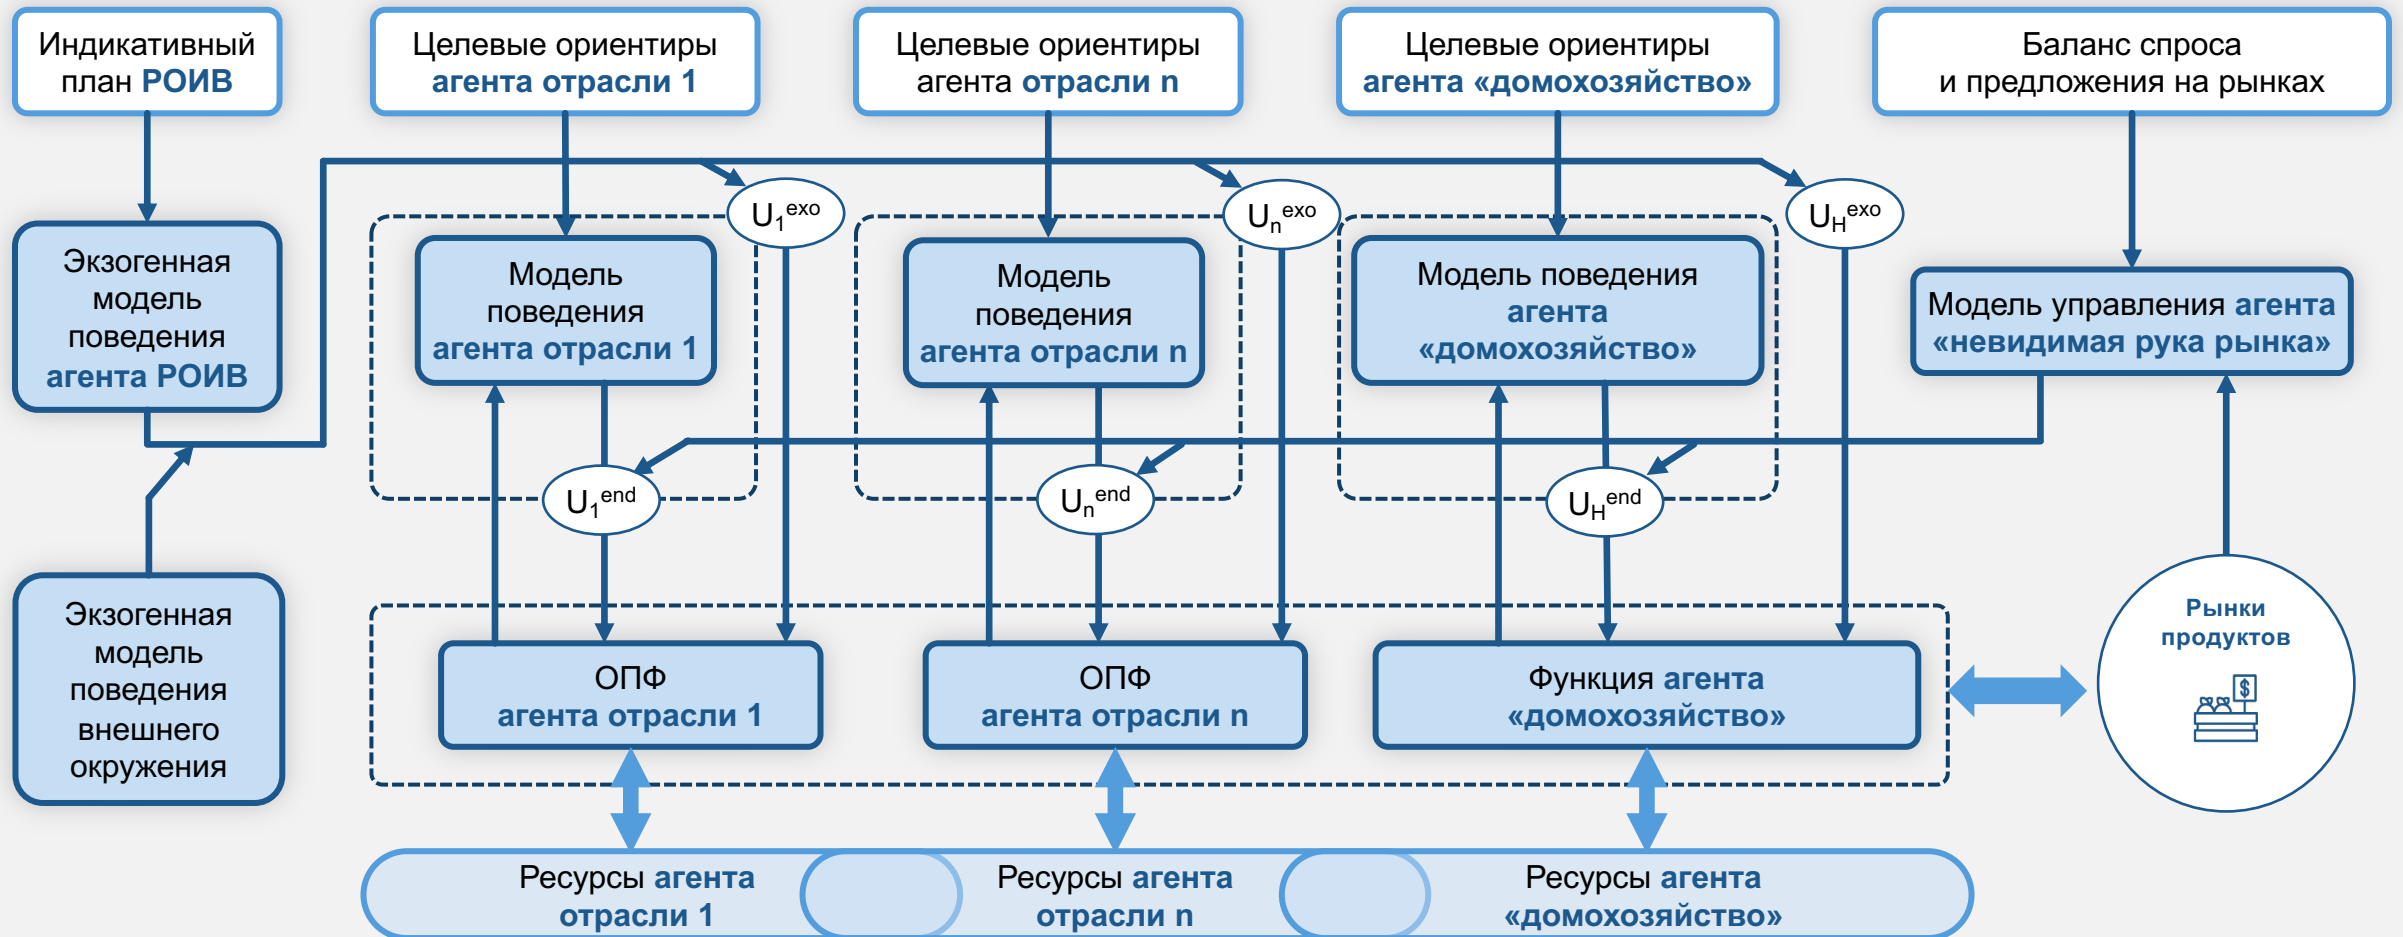 Индикативный
план РОИВ
Целевые ориентиры
агента отрасли 1
Целевые ориентиры
агента отрасли n
Целевые ориентиры
агента «домохозяйство»
Баланс спроса
и предложения на рынках
U₁ᵉˣᵒ
Uₙᵉˣᵒ
U_H^exo
Экзогенная
модель
поведения
агента РОИВ
Модель
поведения
агента отрасли 1
Модель
поведения
агента отрасли n
Модель поведения
агента
«домохозяйство»
Модель управления агента
«невидимая рука рынка»
U₁ᵉⁿᵈ
Uₙᵉⁿᵈ
U_H^end
Экзогенная
модель
поведения
внешнего
окружения
ОПФ
агента отрасли 1
ОПФ
агента отрасли n
Функция агента
«домохозяйство»
Рынки
продуктов
$
Ресурсы агента
отрасли 1
Ресурсы агента
отрасли n
Ресурсы агента
«домохозяйство»